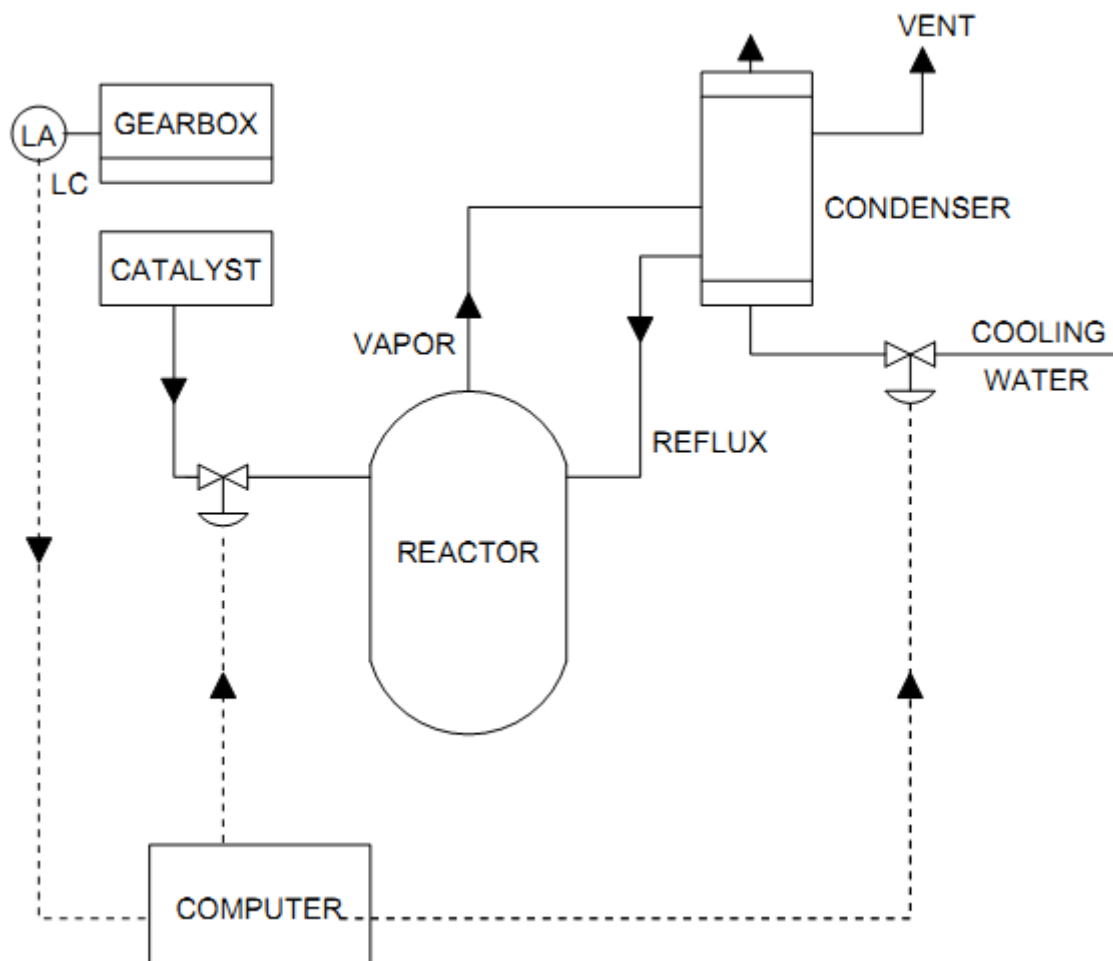 VENT
LA
GEARBOX
LC
CONDENSER
CATALYST
VAPOR
COOLING
WATER
REFLUX
REACTOR
COMPUTER